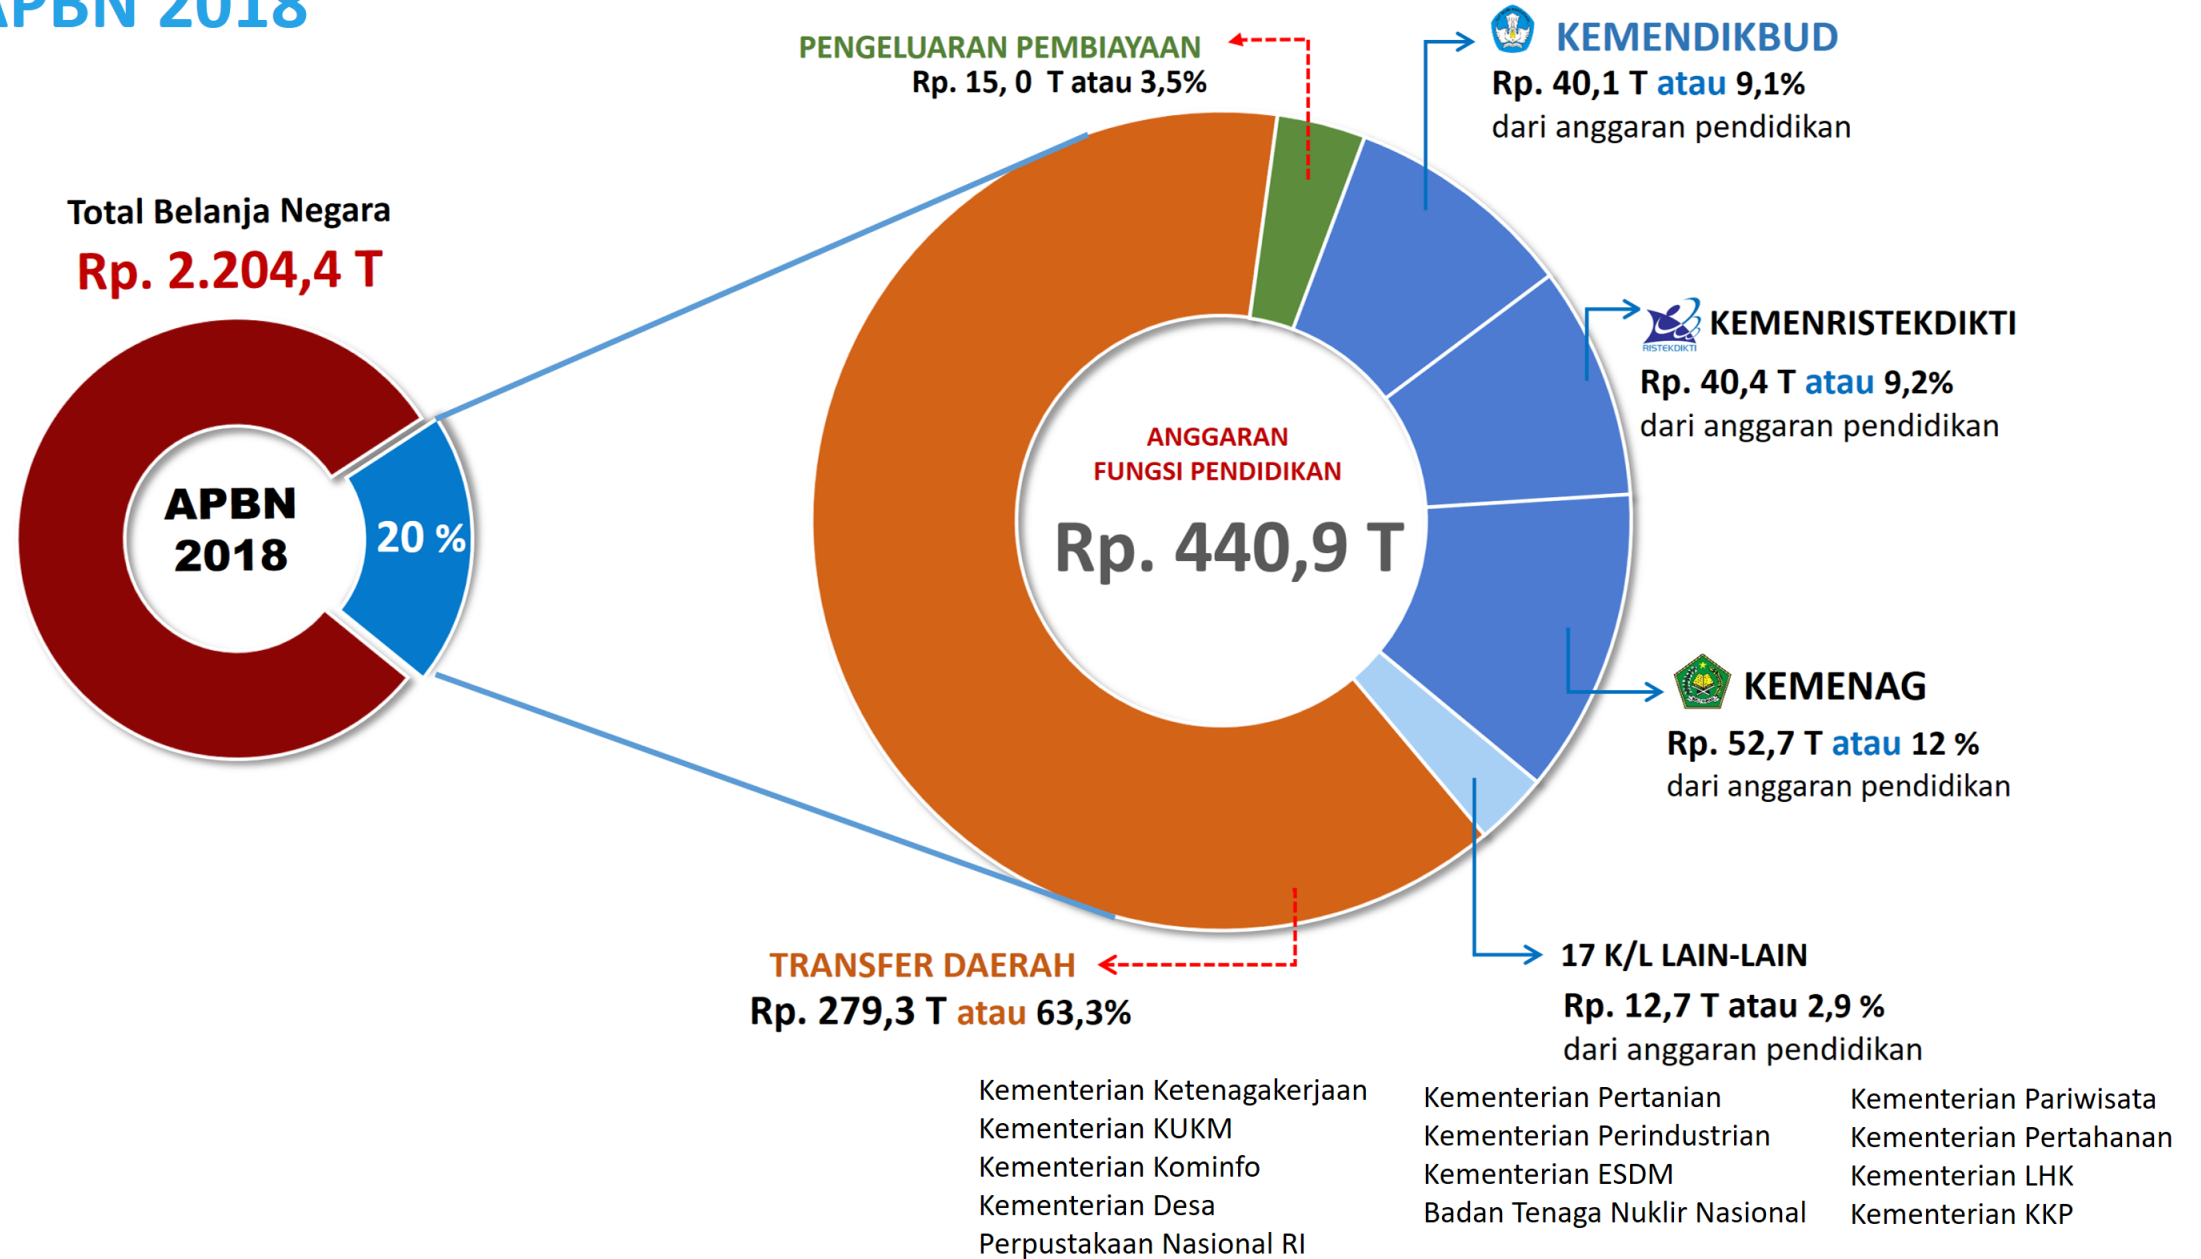 APBN 2018
PENGELUARAN PEMBIAYAAN
Rp. 15, 0 T atau 3,5%
KEMENDIKBUD
Rp. 40,1 T atau 9,1%
dari anggaran pendidikan
Total Belanja Negara
Rp. 2.204,4 T
APBN
2018
20 %
ANGGARAN
FUNGSI PENDIDIKAN
Rp. 440,9 T
RISTEKDIKTI
KEMENRISTEKDIKTI
Rp. 40,4 T atau 9,2%
dari anggaran pendidikan
KEMENAG
Rp. 52,7 T atau 12 %
dari anggaran pendidikan
TRANSFER DAERAH
Rp. 279,3 T atau 63,3%
17 K/L LAIN-LAIN
Rp. 12,7 T atau 2,9 %
dari anggaran pendidikan
Kementerian Ketenagakerjaan
Kementerian KUKM
Kementerian Kominfo
Kementerian Desa
Perpustakaan Nasional RI
Kementerian Pertanian
Kementerian Perindustrian
Kementerian ESDM
Badan Tenaga Nuklir Nasional
Kementerian Pariwisata
Kementerian Pertahanan
Kementerian LHK
Kementerian KKP